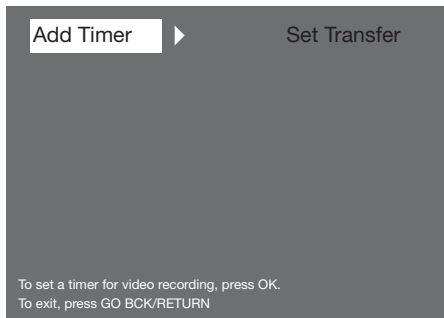 Add Timer Set Transfer
To set a timer for video recording, press OK.
To exit, press GO BCK/RETURN